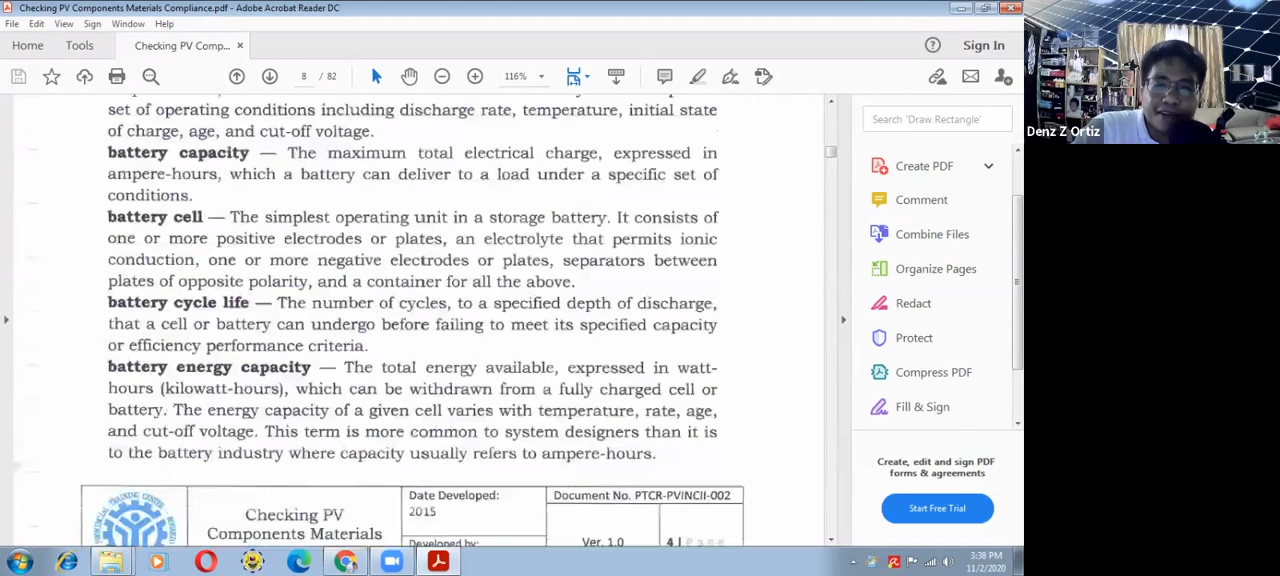 Checking PV Components Materials Compliance.pdf - Adobe Acrobat Reader DC
File Edit View Sign Window Help
Home Tools Checking PV Comp... × Sign In
8 / 82 116%
set of operating conditions including discharge rate, temperature, initial state
of charge, age, and cut-off voltage.
battery capacity — The maximum total electrical charge, expressed in
ampere-hours, which a battery can deliver to a load under a specific set of
conditions.
battery cell — The simplest operating unit in a storage battery. It consists of
one or more positive electrodes or plates, an electrolyte that permits ionic
conduction, one or more negative electrodes or plates, separators between
plates of opposite polarity, and a container for all the above.
battery cycle life — The number of cycles, to a specified depth of discharge,
that a cell or battery can undergo before failing to meet its specified capacity
or efficiency performance criteria.
battery energy capacity — The total energy available, expressed in watt-
hours (kilowatt-hours), which can be withdrawn from a fully charged cell or
battery. The energy capacity of a given cell varies with temperature, rate, age,
and cut-off voltage. This term is more common to system designers than it is
to the battery industry where capacity usually refers to ampere-hours.
Checking PV
Components Materials
Date Developed:
2015
Developed by:
Document No. PTCR-PVINCII-002
Ver. 1.0
4 | Page
Search 'Draw Rectangle'
Create PDF
Comment
Combine Files
Organize Pages
Redact
Protect
Compress PDF
Fill & Sign
Create, edit and sign PDF
forms & agreements
Start Free Trial
Denz Z Ortiz
3:38 PM
11/2/2020